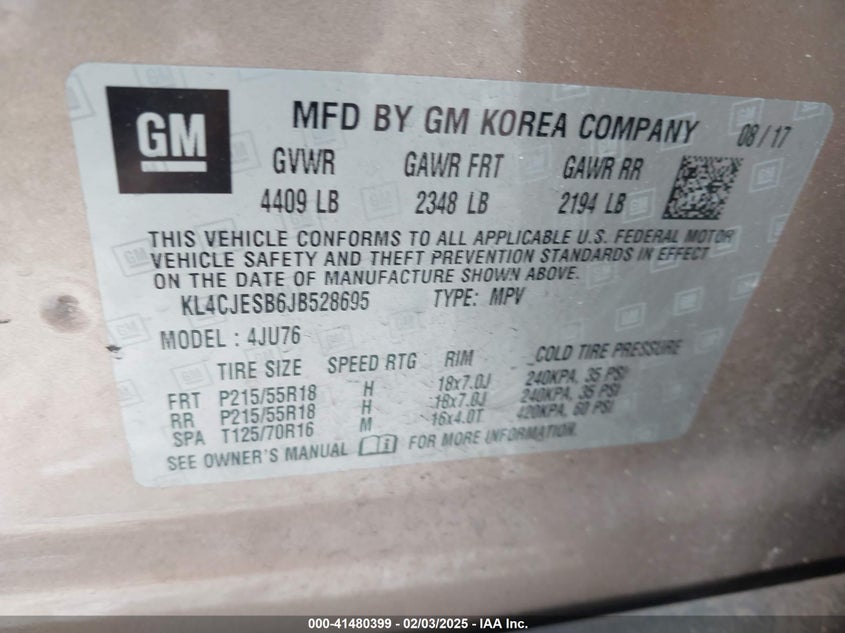 GM
MFD BY GM KOREA COMPANY 08/17
GVWR GAWR FRT GAWR RR
4409 LB 2348 LB 2194 LB
THIS VEHICLE CONFORMS TO ALL APPLICABLE U.S. FEDERAL MOTOR
VEHICLE SAFETY AND THEFT PREVENTION STANDARDS IN EFFECT
ON THE DATE OF MANUFACTURE SHOWN ABOVE.
KL4CJESB6JB528695 TYPE: MPV
MODEL : 4JU76
TIRE SIZE SPEED RTG RIM COLD TIRE PRESSURE
FRT P215/55R18 H 18x7.0J 240KPA, 35 PSI
RR P215/55R18 H 18x7.0J 240KPA, 35 PSI
SPA T125/70R16 M 16x4.0T 420KPA, 60 PSI
SEE OWNER'S MANUAL FOR MORE INFORMATION.
000-41480399 - 02/03/2025 - IAA Inc.